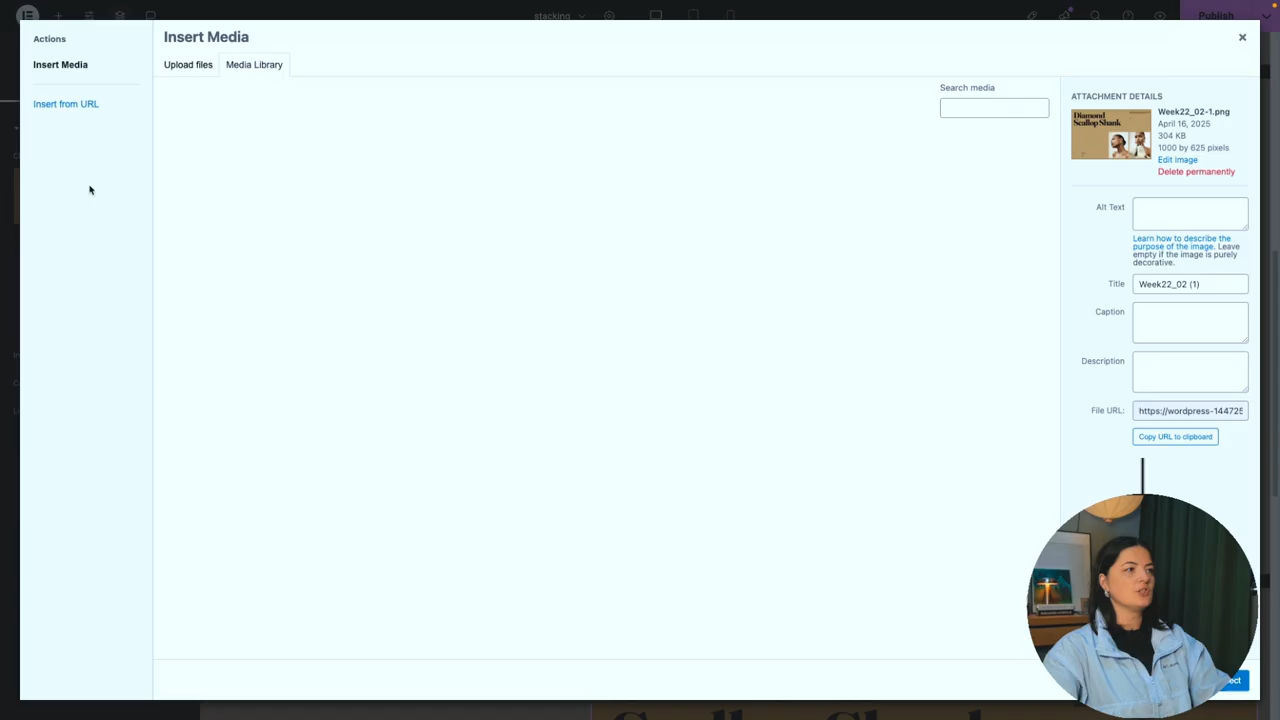 stacking
Publish
Actions
Insert Media
Insert from URL
Insert Media
Upload files
Media Library
Search media
ATTACHMENT DETAILS
Diamond
Scallop Shank
Week22_02-1.png
April 16, 2025
304 KB
1000 by 625 pixels
Edit Image
Delete permanently
Alt Text
Learn how to describe the
purpose of the image. Leave
empty if the image is purely
decorative.
Title
Week22_02 (1)
Caption
Description
File URL:
https://wordpress-144725
Copy URL to clipboard